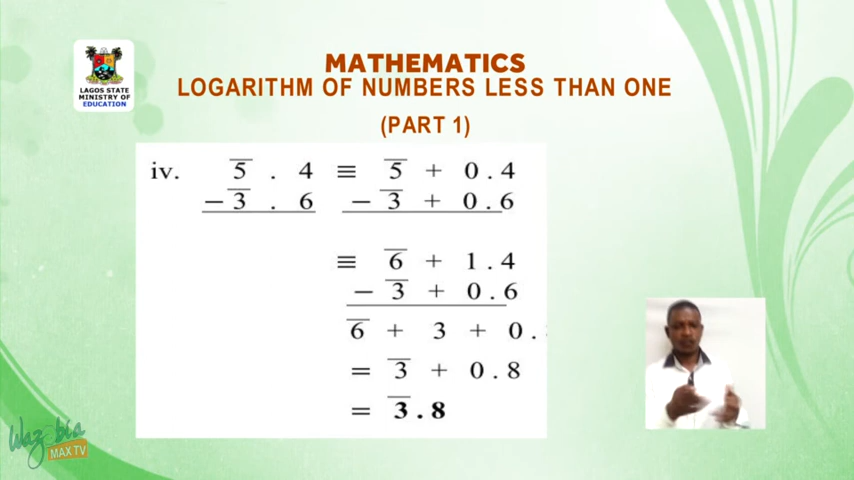 LAGOS STATE
MINISTRY OF
EDUCATION
MATHEMATICS
LOGARITHM OF NUMBERS LESS THAN ONE
(PART 1)
iv. 5̅ . 4 ≡ 5̅ + 0 . 4
− 3̅ . 6 − 3̅ + 0 . 6
≡ 6̅ + 1 . 4
− 3̅ + 0 . 6
6̅ + 3 + 0 .
= 3̅ + 0 . 8
= 3̅ . 8
Wazobia
MAX TV